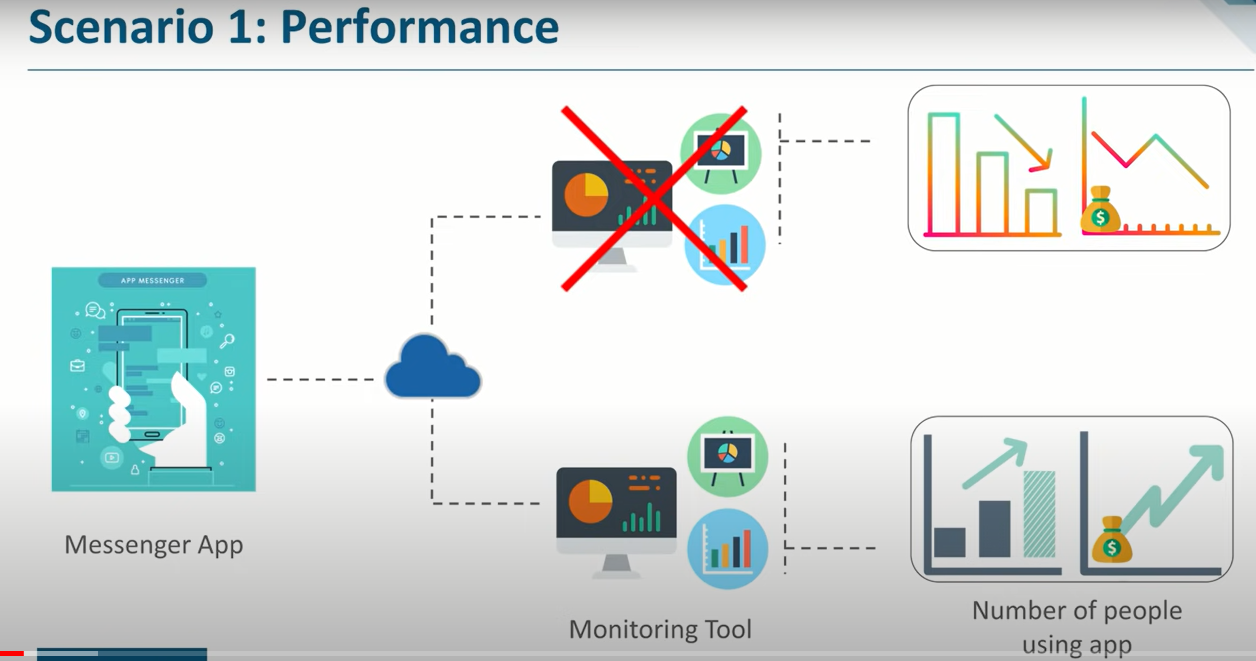 Scenario 1: Performance
APP MESSENGER
$
Messenger App
$
Monitoring Tool
Number of people
using app